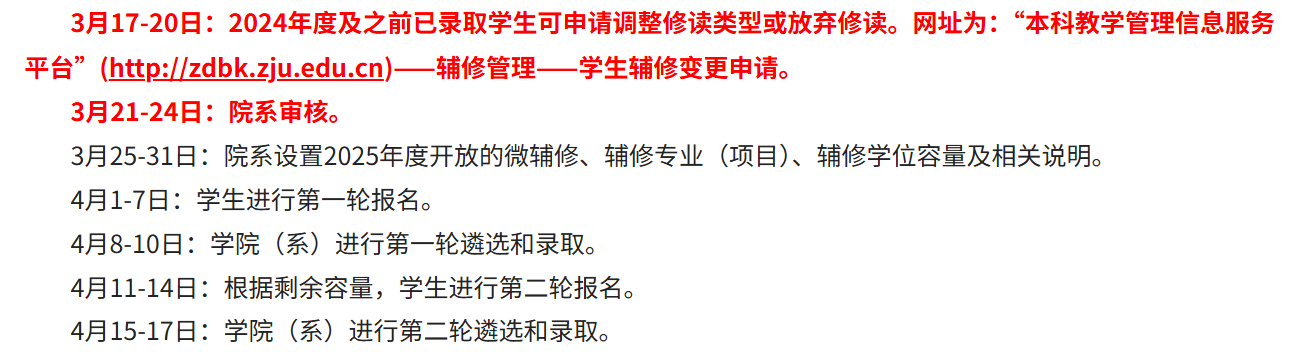 3月17-20日：2024年度及之前已录取学生可申请调整修读类型或放弃修读。网址为：“本科教学管理信息服务
平台”(http://zdbk.zju.edu.cn)——辅修管理——学生辅修变更申请。
3月21-24日：院系审核。
3月25-31日：院系设置2025年度开放的微辅修、辅修专业（项目）、辅修学位容量及相关说明。
4月1-7日：学生进行第一轮报名。
4月8-10日：学院（系）进行第一轮遴选和录取。
4月11-14日：根据剩余容量，学生进行第二轮报名。
4月15-17日：学院（系）进行第二轮遴选和录取。